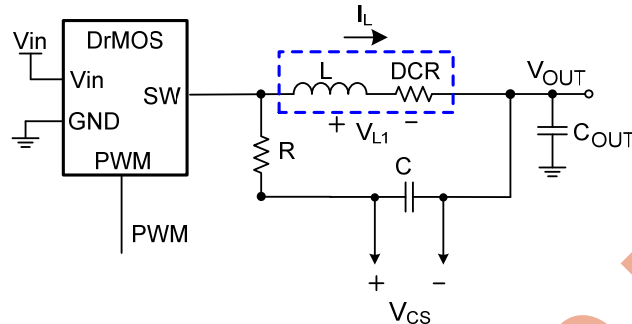 Vin
DrMOS
Vin
SW
GND
PWM
PWM
I_L
L
DCR
+ V_L1 -
R
C
+ -
V_CS
V_OUT
C_OUT